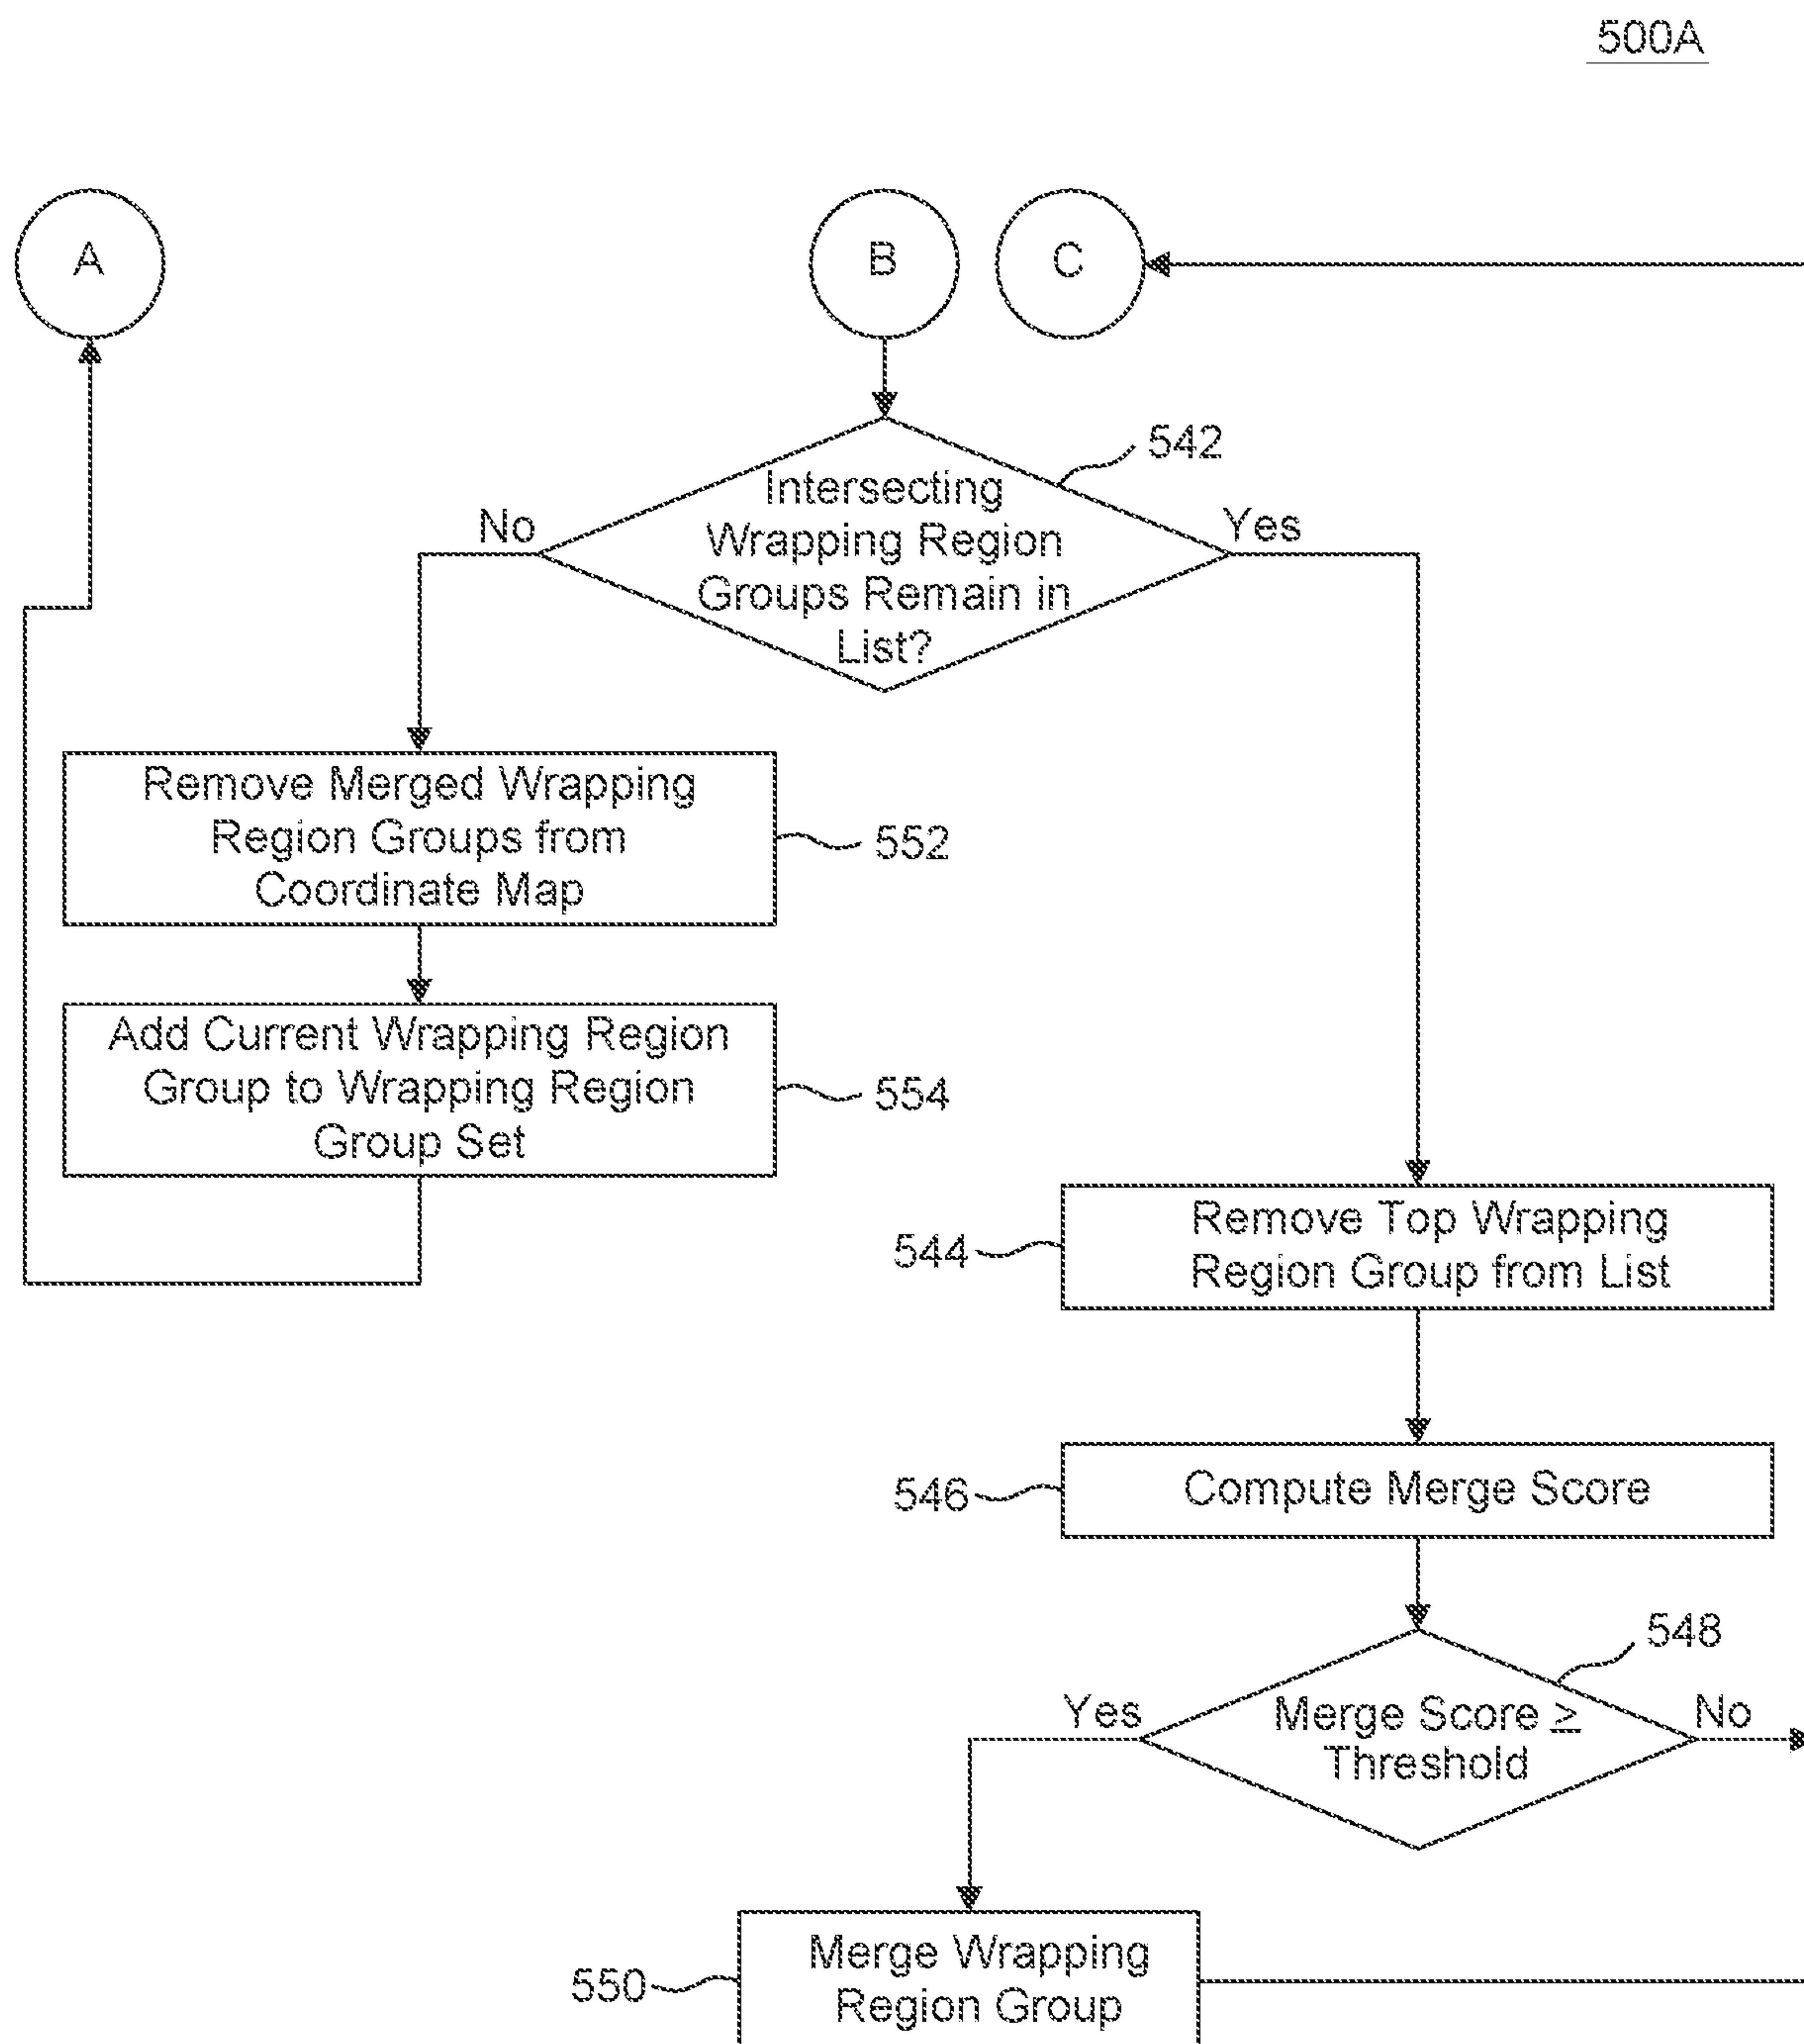 500A
A
B
C
542
Intersecting
Wrapping Region
Groups Remain in
List?
No
Yes
Remove Merged Wrapping
Region Groups from
Coordinate Map
552
Add Current Wrapping Region
Group to Wrapping Region
Group Set
554
Remove Top Wrapping
Region Group from List
544
Compute Merge Score
546
548
Yes
Merge Score ≥
Threshold
No
Merge Wrapping
Region Group
550